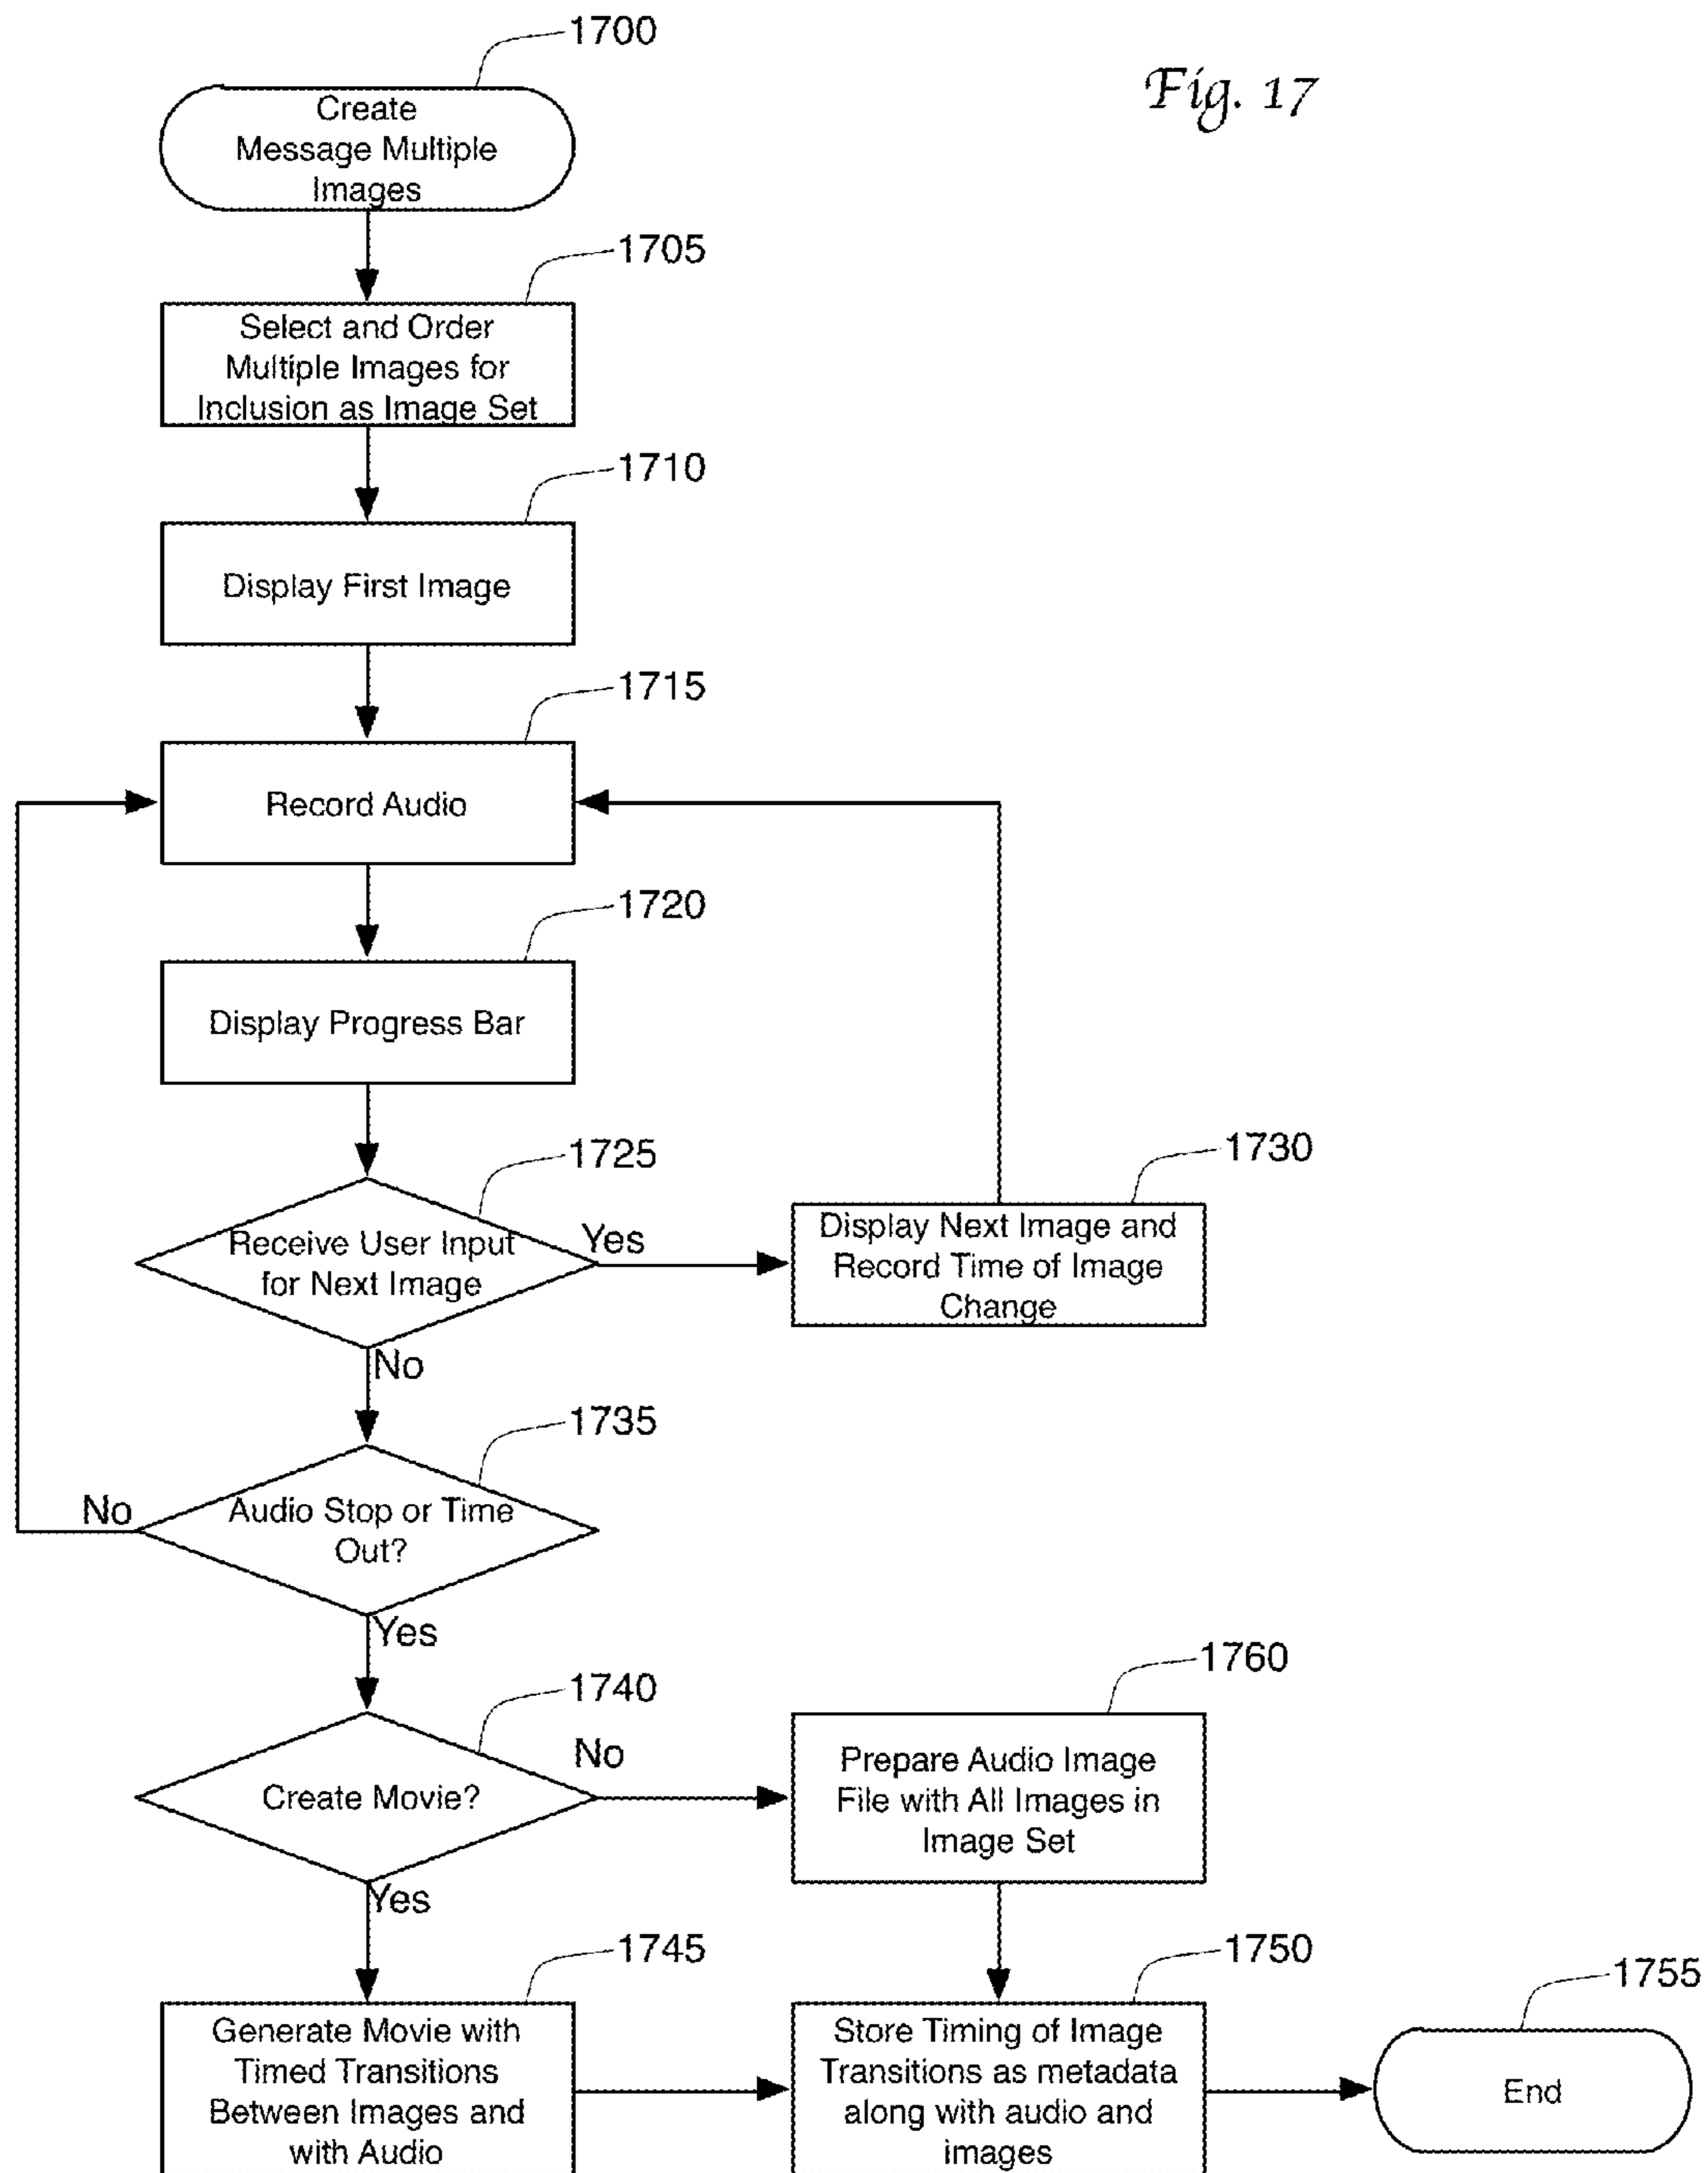 Fig. 17
1700
Create
Message Multiple
Images
1705
Select and Order
Multiple Images for
Inclusion as Image Set
1710
Display First Image
1715
Record Audio
1720
Display Progress Bar
1725
Receive User Input
for Next Image
Yes
No
1730
Display Next Image and
Record Time of Image
Change
1735
Audio Stop or Time
Out?
No
Yes
1740
Create Movie?
No
Yes
1760
Prepare Audio Image
File with All Images in
Image Set
1745
Generate Movie with
Timed Transitions
Between Images and
with Audio
1750
Store Timing of Image
Transitions as metadata
along with audio and
images
1755
End